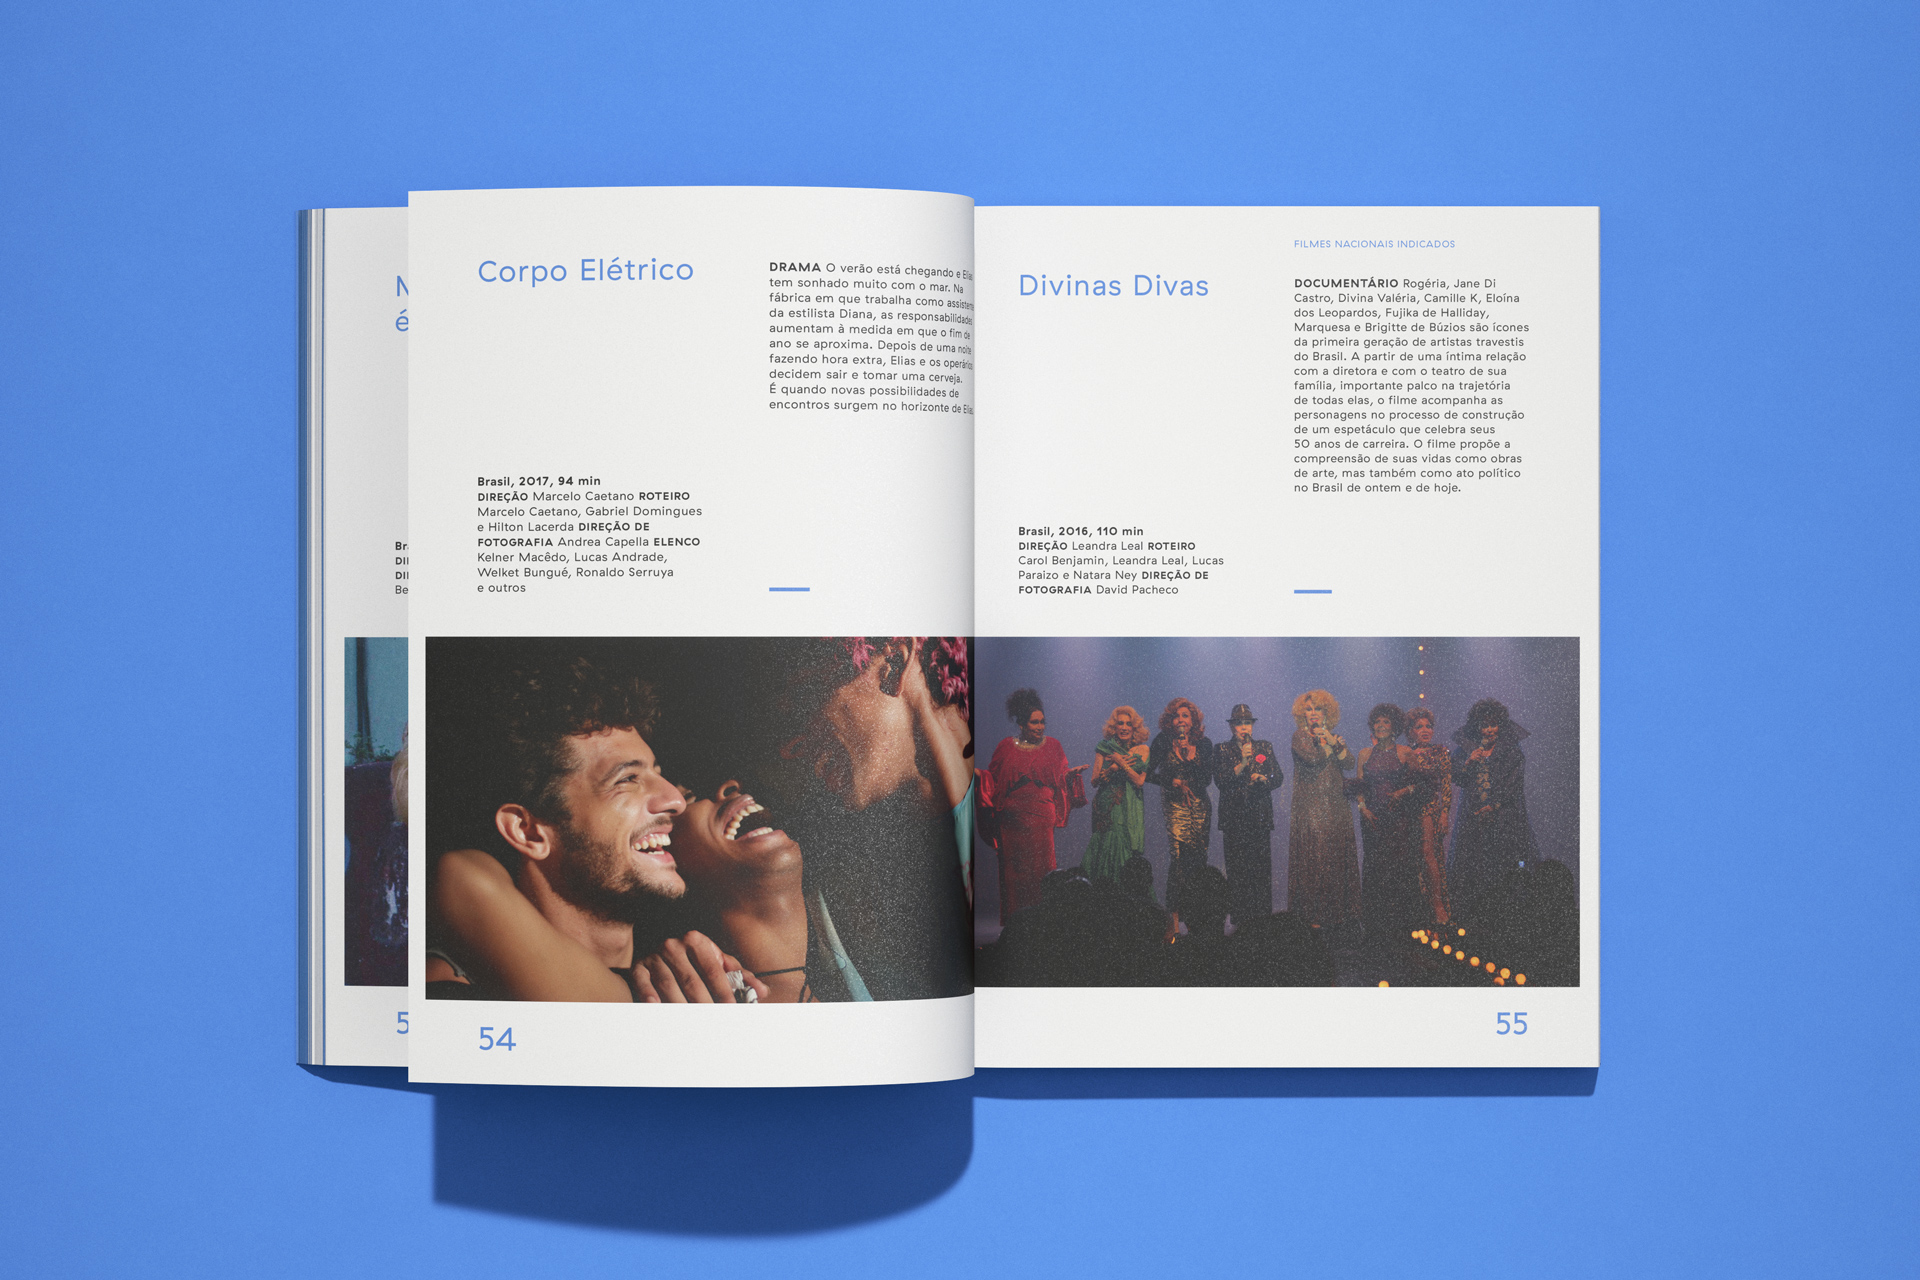 Corpo Elétrico
DRAMA O verão está chegando e Elias
tem sonhado muito com o mar. Na
fábrica em que trabalha como assistente
da estilista Diana, as responsabilidades
aumentam à medida em que o fim de
ano se aproxima. Depois de uma noite
fazendo hora extra, Elias e os operários
decidem sair e tomar uma cerveja.
É quando novas possibilidades de
encontros surgem no horizonte de Elias.
Brasil, 2017, 94 min
DIREÇÃO Marcelo Caetano ROTEIRO
Marcelo Caetano, Gabriel Domingues
e Hilton Lacerda DIREÇÃO DE
FOTOGRAFIA Andrea Capella ELENCO
Kelner Macêdo, Lucas Andrade,
Welket Bungué, Ronaldo Serruya
e outros
54
FILMES NACIONAIS INDICADOS
Divinas Divas
DOCUMENTÁRIO Rogéria, Jane Di
Castro, Divina Valéria, Camille K, Eloína
dos Leopardos, Fujika de Halliday,
Marquesa e Brigitte de Búzios são ícones
da primeira geração de artistas travestis
do Brasil. A partir de uma íntima relação
com a diretora e com o teatro de sua
família, importante palco na trajetória
de todas elas, o filme acompanha as
personagens no processo de construção
de um espetáculo que celebra seus
50 anos de carreira. O filme propõe a
compreensão de suas vidas como obras
de arte, mas também como ato político
no Brasil de ontem e de hoje.
Brasil, 2016, 110 min
DIREÇÃO Leandra Leal ROTEIRO
Carol Benjamin, Leandra Leal, Lucas
Paraizo e Natara Ney DIREÇÃO DE
FOTOGRAFIA David Pacheco
55